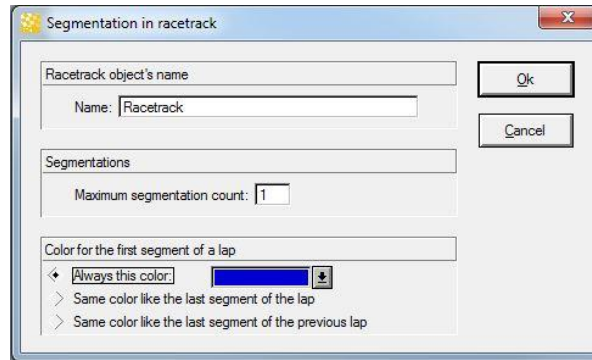 Segmentation in racetrack
Racetrack object's name
Name: Racetrack
Ok
Cancel
Segmentations
Maximum segmentation count: 1
Color for the first segment of a lap
Always this color:
Same color like the last segment of the lap
Same color like the last segment of the previous lap